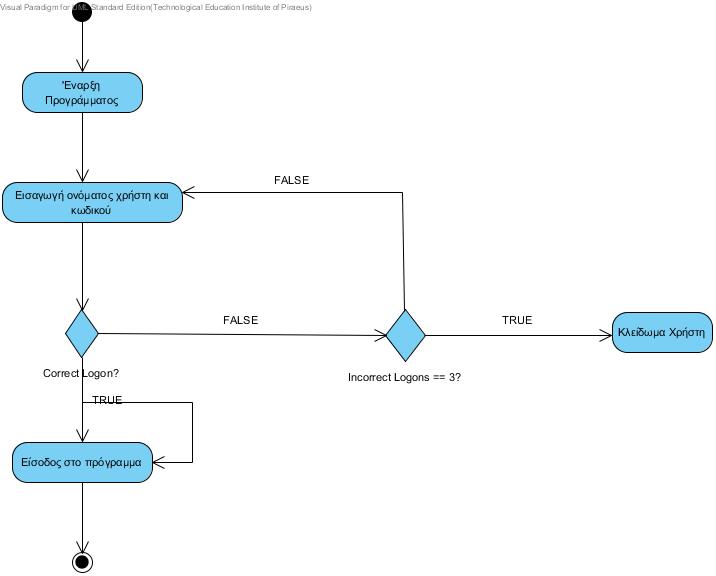 Visual Paradigm for UML Standard Edition(Technological Education Institute of Piraeus)
Έναρξη
Προγράμματος
FALSE
Εισαγωγή ονόματος χρήστη και
κωδικού
FALSE
TRUE
Κλείδωμα Χρήστη
Correct Logon?
Incorrect Logons == 3?
TRUE
Είσοδος στο πρόγραμμα